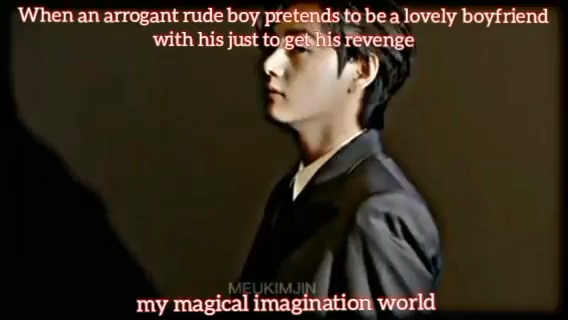 When an arrogant rude boy pretends to be a lovely boyfriend
with his just to get his revenge
MEUKIMJIN
my magical imagination world